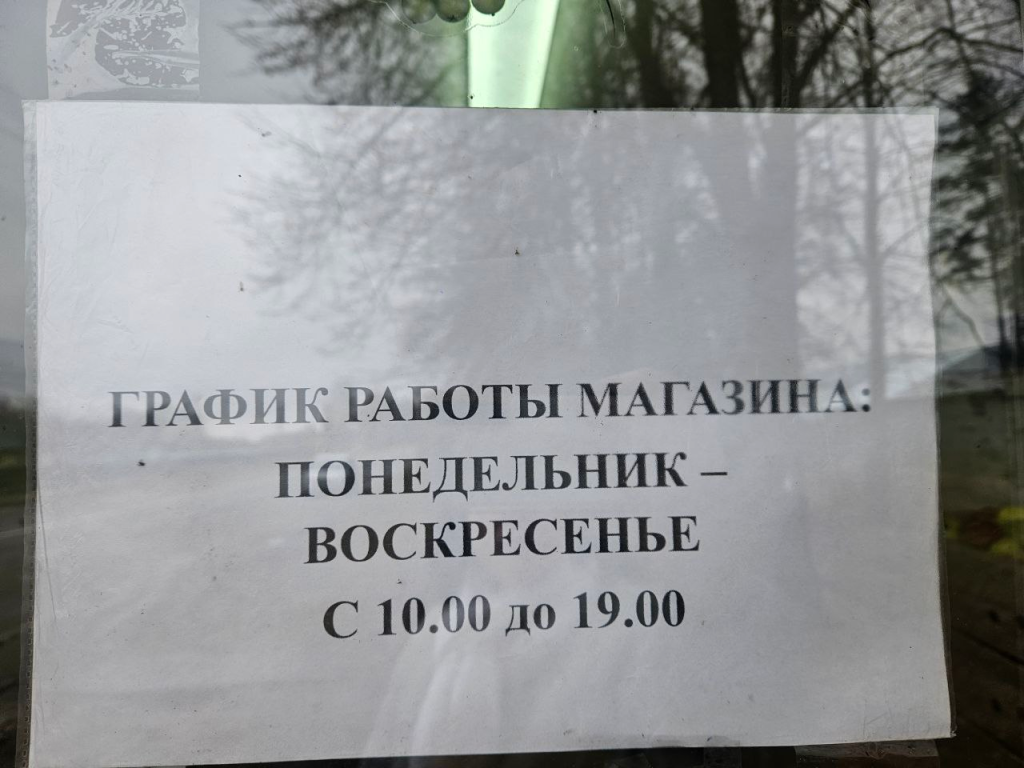 ГРАФИК РАБОТЫ МАГАЗИНА:
ПОНЕДЕЛЬНИК –
ВОСКРЕСЕНЬЕ
С 10.00 до 19.00